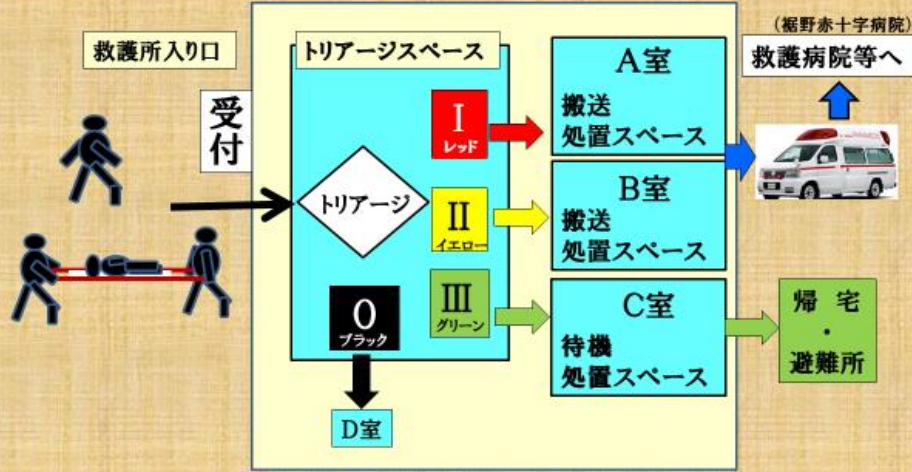 救護所入り口
受付
トリアージスペース
トリアージ
Ⅰ
レッド
Ⅱ
イエロー
Ⅲ
グリーン
0
ブラック
D室
A室
搬送
処置スペース
B室
搬送
処置スペース
C室
待機
処置スペース
(裾野赤十字病院)
救護病院等へ
帰宅
・
避難所